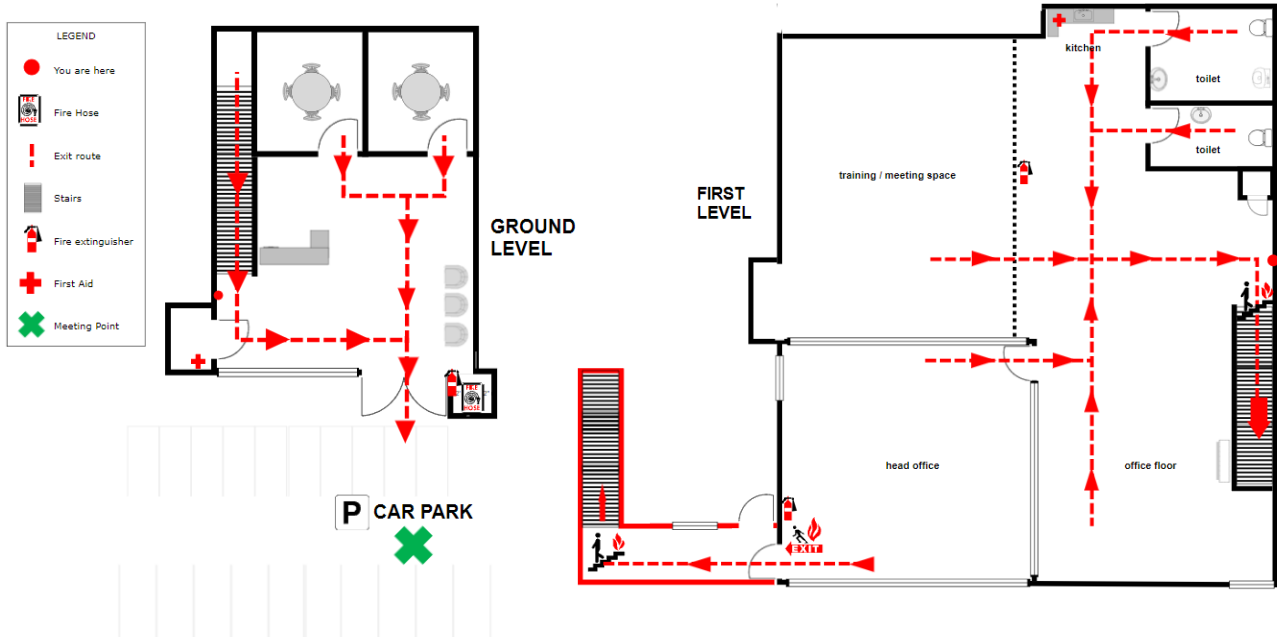 LEGEND
You are here
FIRE
HOSE
Fire Hose
Exit route
Stairs
Fire extinguisher
First Aid
Meeting Point
GROUND
LEVEL
FIRE
HOSE
P CAR PARK
FIRST
LEVEL
kitchen
toilet
toilet
training / meeting space
head office
office floor
EXIT